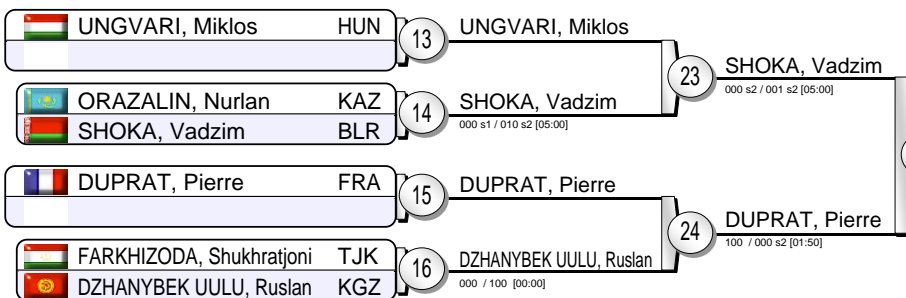 UNGVARI, Miklos HUN
13
UNGVARI, Miklos
ORAZALIN, Nurlan KAZ
SHOKA, Vadzim BLR
14
SHOKA, Vadzim
000 s1 / 010 s2 [05:00]
23
SHOKA, Vadzim
000 s2 / 001 s2 [05:00]
DUPRAT, Pierre FRA
15
DUPRAT, Pierre
FARKHIZODA, Shukhratjoni TJK
DZHANYBEK UULU, Ruslan KGZ
16
DZHANYBEK UULU, Ruslan
000 / 100 [00:00]
24
DUPRAT, Pierre
100 / 000 s2 [01:50]